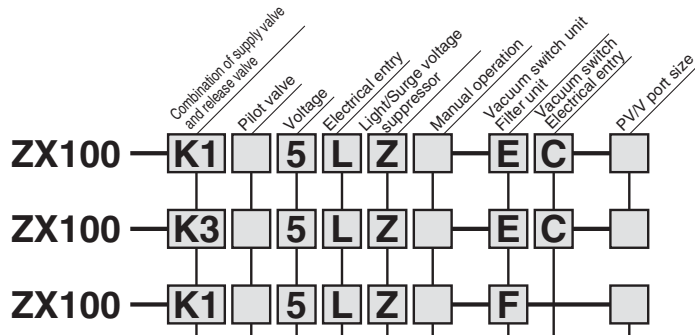 Combination of supply valve
and release valve
Pilot valve
Voltage
Electrical entry
Light/Surge voltage
suppressor
Manual operation
Vacuum switch unit
Filter unit
Vacuum switch
Electrical entry
PV/V port size
ZX100 K1 5 L Z E C
ZX100 K3 5 L Z E C
ZX100 K1 5 L Z F